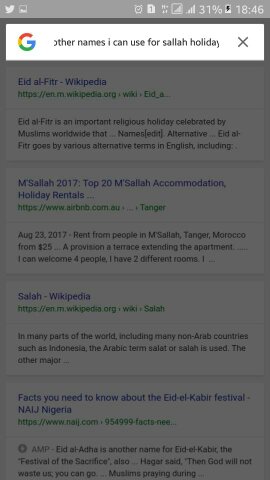 31% 18:46
other names i can use for sallah holiday
Eid al-Fitr - Wikipedia
https://en.m.wikipedia.org › wiki › Eid_a...
Eid al-Fitr is an important religious holiday celebrated by
Muslims worldwide that ... Names[edit]. Alternative ... Eid al-
Fitr goes by various alternative terms in English, including: .
M'Sallah 2017: Top 20 M'Sallah Accommodation,
Holiday Rentals ...
https://www.airbnb.com.au › ... › Tanger
Aug 23, 2017 - Rent from people in M'Sallah, Tanger, Morocco
from $25 ... A provision a terrace extending the apartment. .....
I can welcome 4 people, I have 2 different rooms. I ...
Salah - Wikipedia
https://en.m.wikipedia.org › wiki › Salah
In many parts of the world, including many non-Arab countries
such as Indonesia, the Arabic term salat or salah is used. The
other major ...
Facts you need to know about the Eid-el-Kabir festival -
NAIJ Nigeria
https://www.naij.com › 954999-facts-nee...
AMP - Eid al-Adha is another name for Eid-el-Kabir, the
"Festival of the Sacrifice", also ... Hagar said, "Then God will not
waste us; you can go. ... Muslims praying during ...